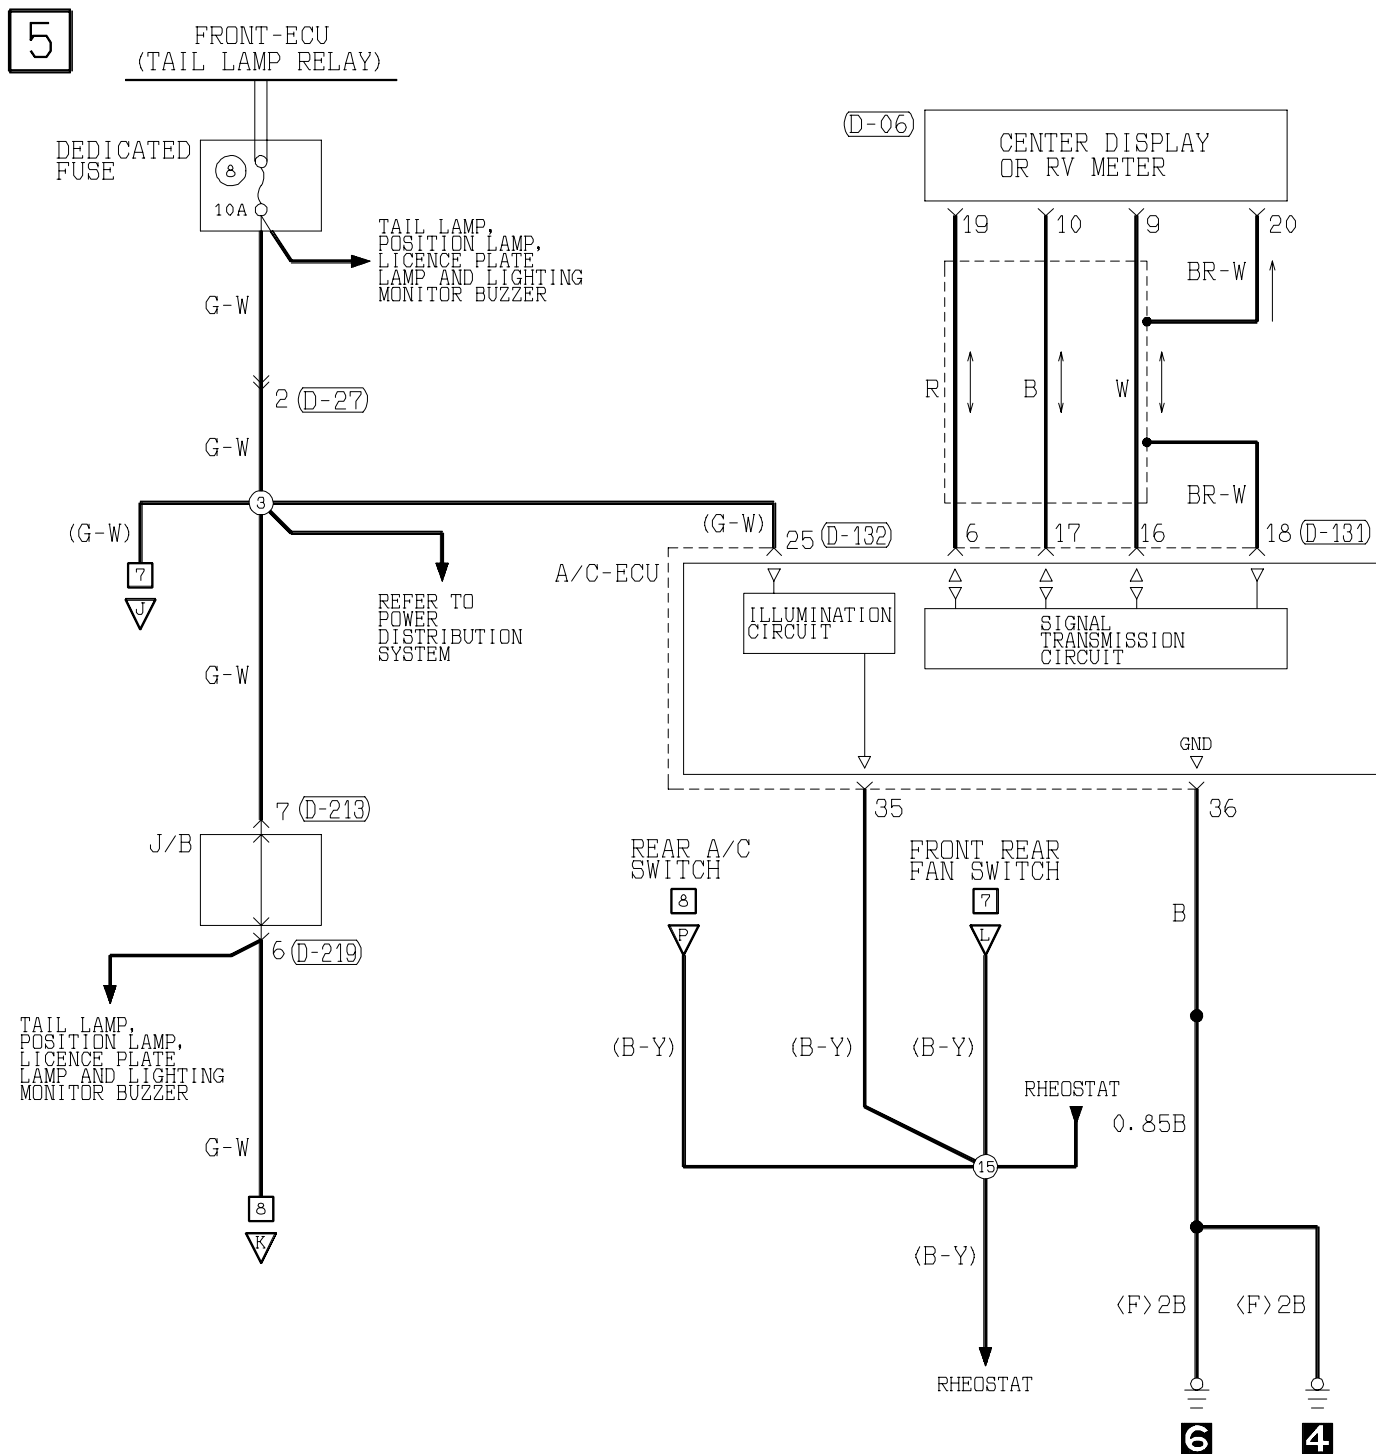 5
FRONT-ECU
(TAIL LAMP RELAY)
DEDICATED
FUSE
8
10A
TAIL LAMP,
POSITION LAMP,
LICENCE PLATE
LAMP AND LIGHTING
MONITOR BUZZER
G-W
2 (D-27)
G-W
3
(G-W)
7
J
REFER TO
POWER
DISTRIBUTION
SYSTEM
G-W
7 (D-213)
J/B
6 (D-219)
TAIL LAMP,
POSITION LAMP,
LICENCE PLATE
LAMP AND LIGHTING
MONITOR BUZZER
G-W
8
K
(D-06)
CENTER DISPLAY
OR RV METER
19 10 9 20
BR-W
R B W
BR-W
(G-W)
25 (D-132)
6 17 16 18 (D-131)
A/C-ECU
ILLUMINATION
CIRCUIT
SIGNAL
TRANSMISSION
CIRCUIT
GND
35 36
REAR A/C
SWITCH
8
P
FRONT REAR
FAN SWITCH
7
L
B
(B-Y) (B-Y) (B-Y)
RHEOSTAT
0.85B
15
(B-Y)
<F>2B <F>2B
RHEOSTAT
6 4